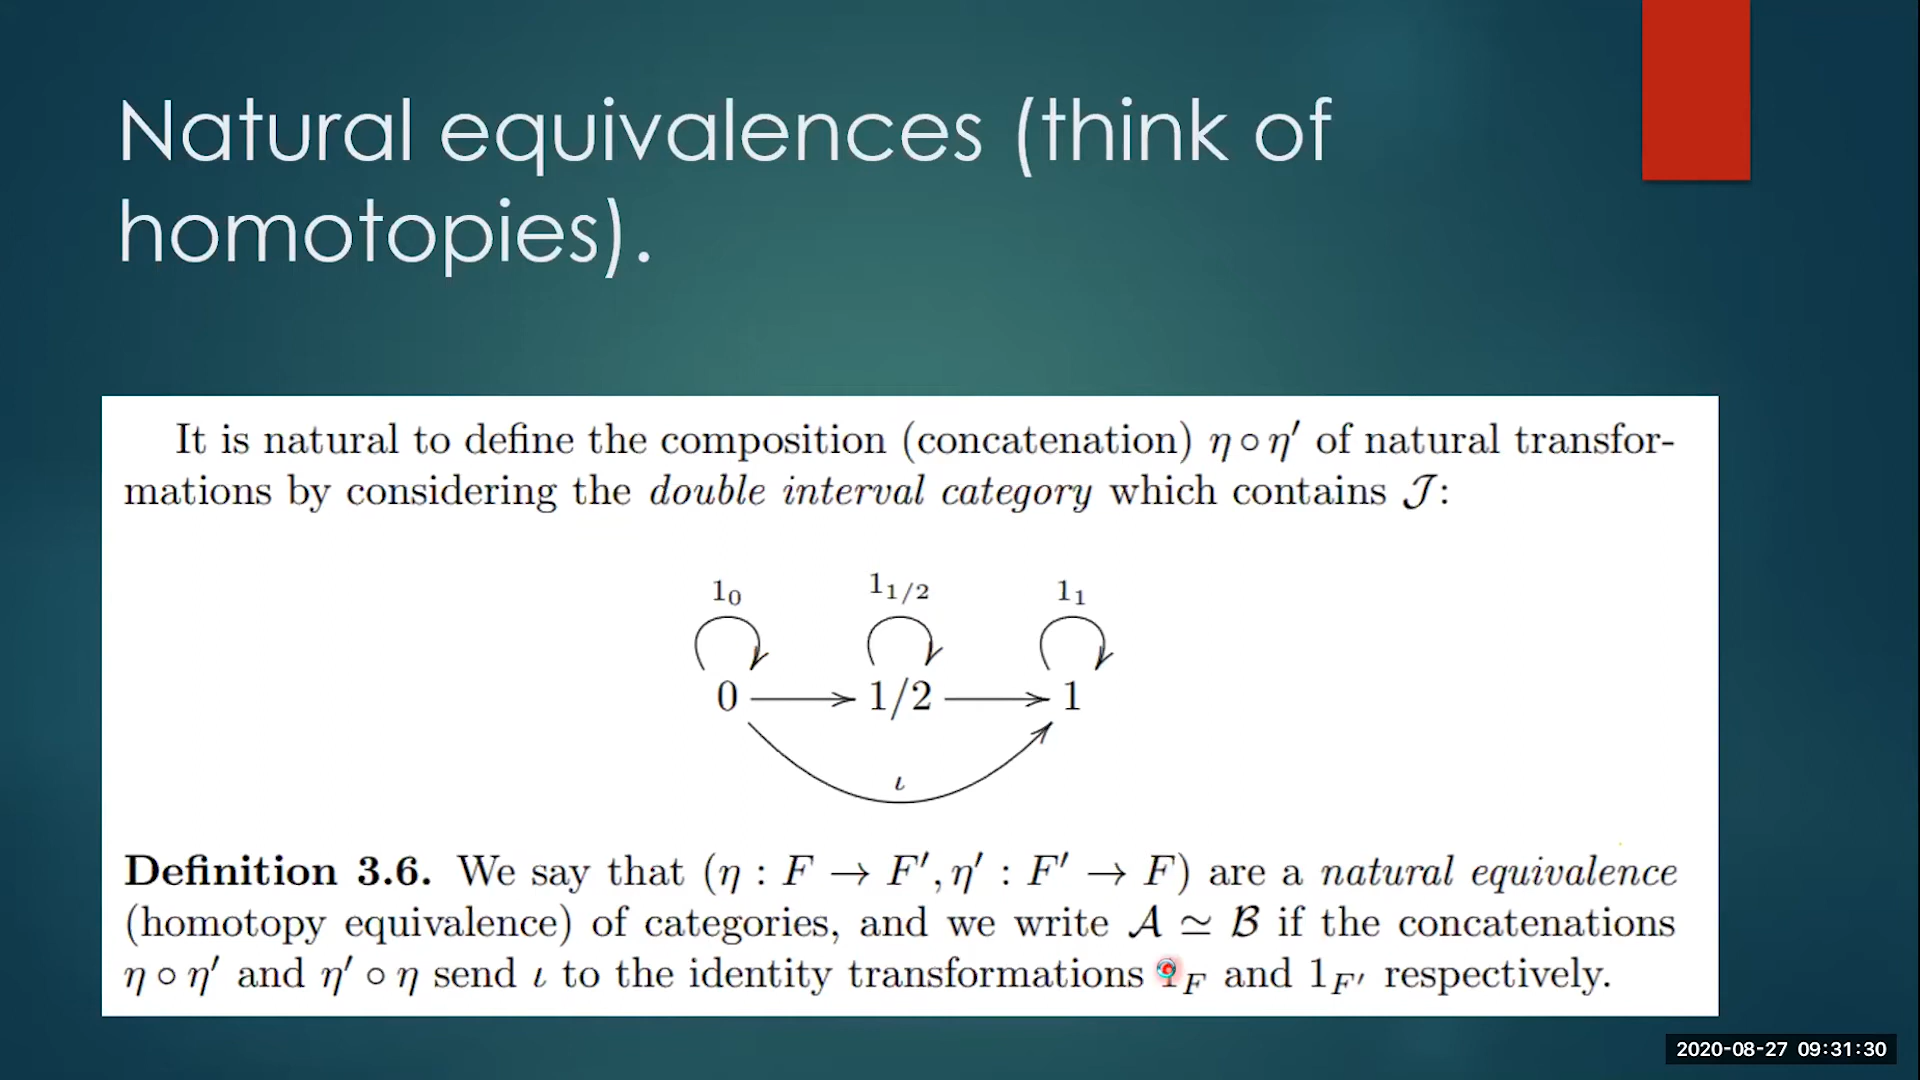 Natural equivalences (think of
homotopies).
It is natural to define the composition (concatenation) η ∘ η′ of natural transfor-
mations by considering the double interval category which contains 𝒥:
1₀ 1₁/₂ 1₁
0 1/2 1
ι
Definition 3.6. We say that (η : F → F′, η′ : F′ → F) are a natural equivalence
(homotopy equivalence) of categories, and we write 𝒜 ≃ ℬ if the concatenations
η ∘ η′ and η′ ∘ η send ι to the identity transformations 1_F and 1_F′ respectively.
2020-08-27 09:31:30